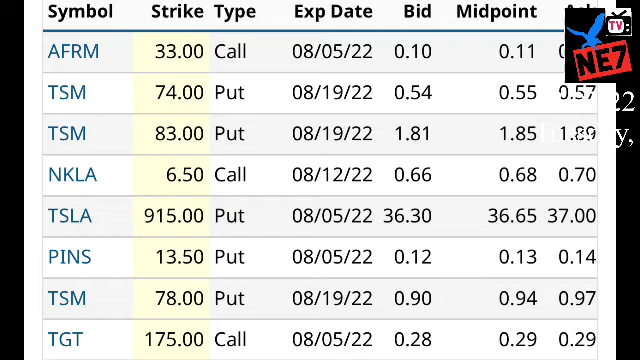 Symbol Strike Type Exp Date Bid Midpoint
AFRM 33.00 Call 08/05/22 0.10 0.11
TSM 74.00 Put 08/19/22 0.54 0.55 0.57
TSM 83.00 Put 08/19/22 1.81 1.85 1.89
NKLA 6.50 Call 08/12/22 0.66 0.68 0.70
TSLA 915.00 Put 08/05/22 36.30 36.65 37.00
PINS 13.50 Put 08/05/22 0.12 0.13 0.14
TSM 78.00 Put 08/19/22 0.90 0.94 0.97
TGT 175.00 Call 08/05/22 0.28 0.29 0.29
TV
NE7
22